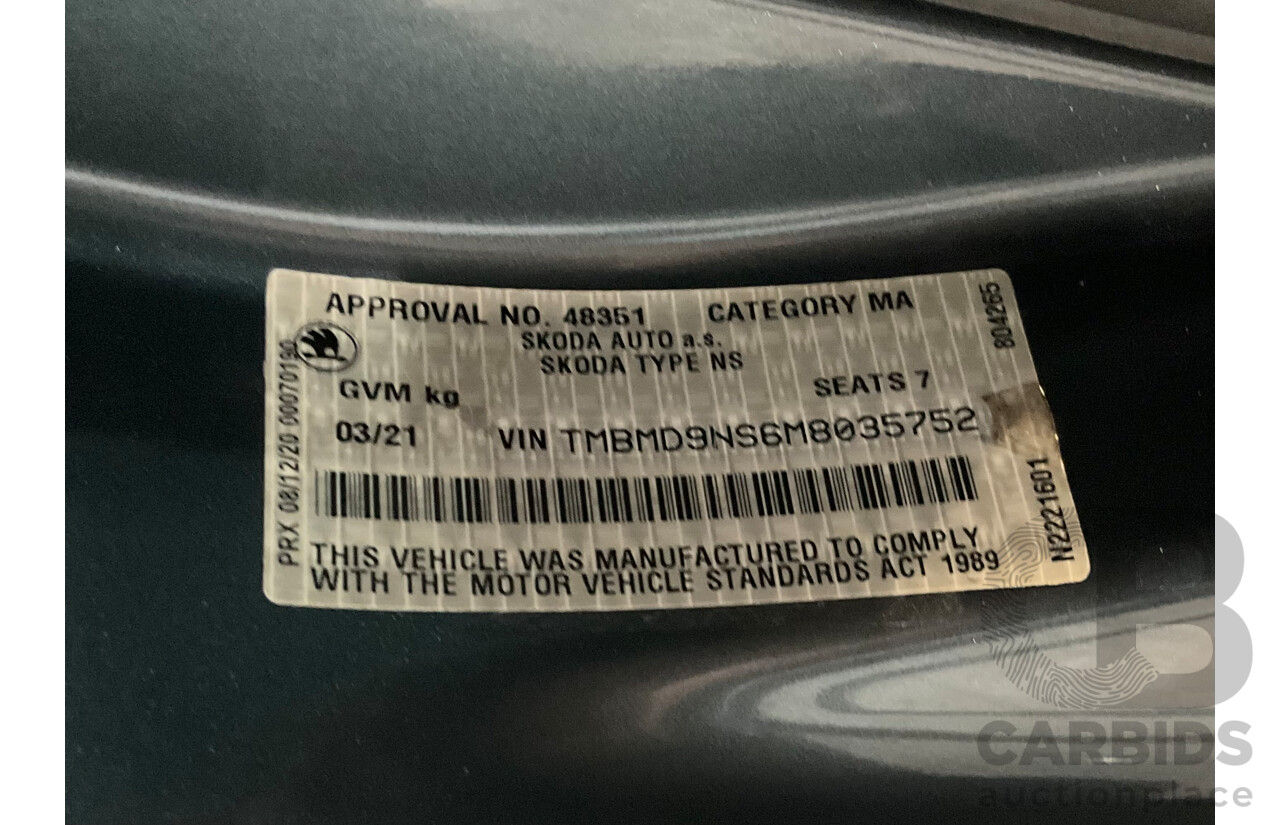 APPROVAL NO. 48351 CATEGORY MA
SKODA AUTO a.s.
SKODA TYPE NS
GVM kg SEATS 7
03/21 VIN TMBMD9NS6M8035752
THIS VEHICLE WAS MANUFACTURED TO COMPLY
WITH THE MOTOR VEHICLE STANDARDS ACT 1989
PRX 08/12/20 00070190
804265
N2221601
CARBIDS
auctionplace